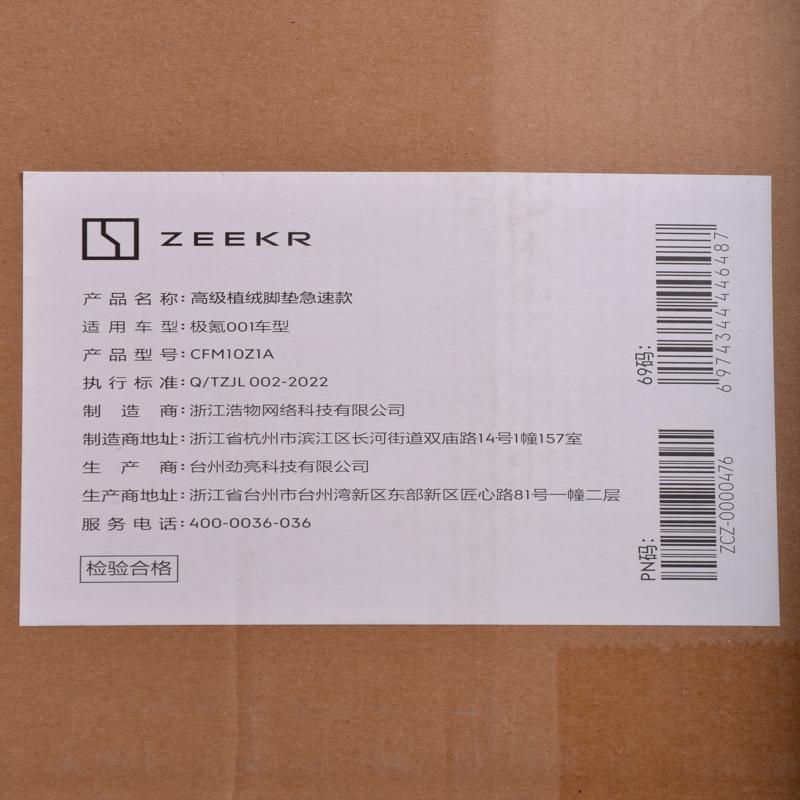 ZEEKR
产品名称：高级植绒脚垫急速款
适用车型：极氪001车型
产品型号：CFM10Z1A
执行标准：Q/TZJL 002-2022
制造商：浙江浩物网络科技有限公司
制造商地址：浙江省杭州市滨江区长河街道双庙路14号1幢157室
生产商：台州劲亮科技有限公司
生产商地址：浙江省台州市台州湾新区东部新区匠心路81号一幢二层
服务电话：400-0036-036
检验合格
69码：
6974344446487
PN码：
ZCZ-0000476